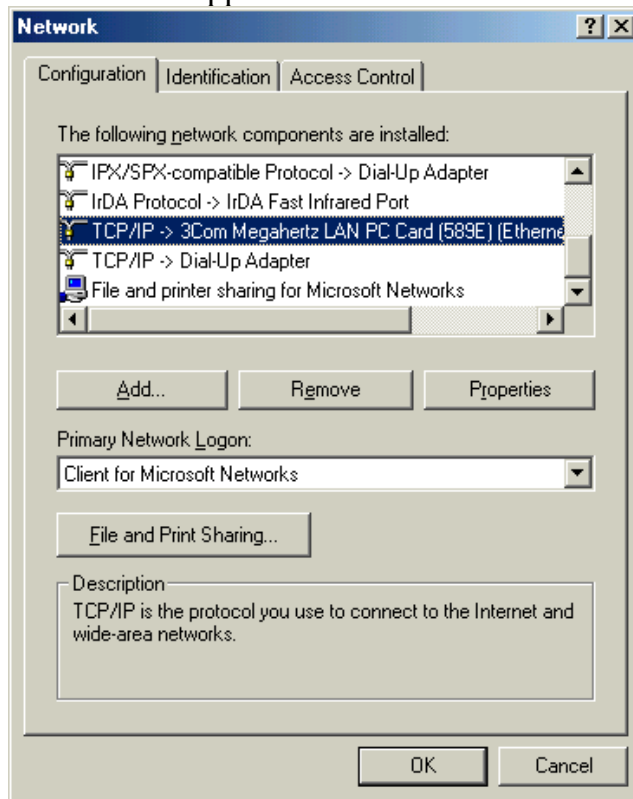 Network
Configuration Identification Access Control
The following network components are installed:
IPX/SPX-compatible Protocol -> Dial-Up Adapter
IrDA Protocol -> IrDA Fast Infrared Port
TCP/IP -> 3Com Megahertz LAN PC Card (589E) (Etherne
TCP/IP -> Dial-Up Adapter
File and printer sharing for Microsoft Networks
Add... Remove Properties
Primary Network Logon:
Client for Microsoft Networks
File and Print Sharing...
Description
TCP/IP is the protocol you use to connect to the Internet and
wide-area networks.
OK Cancel